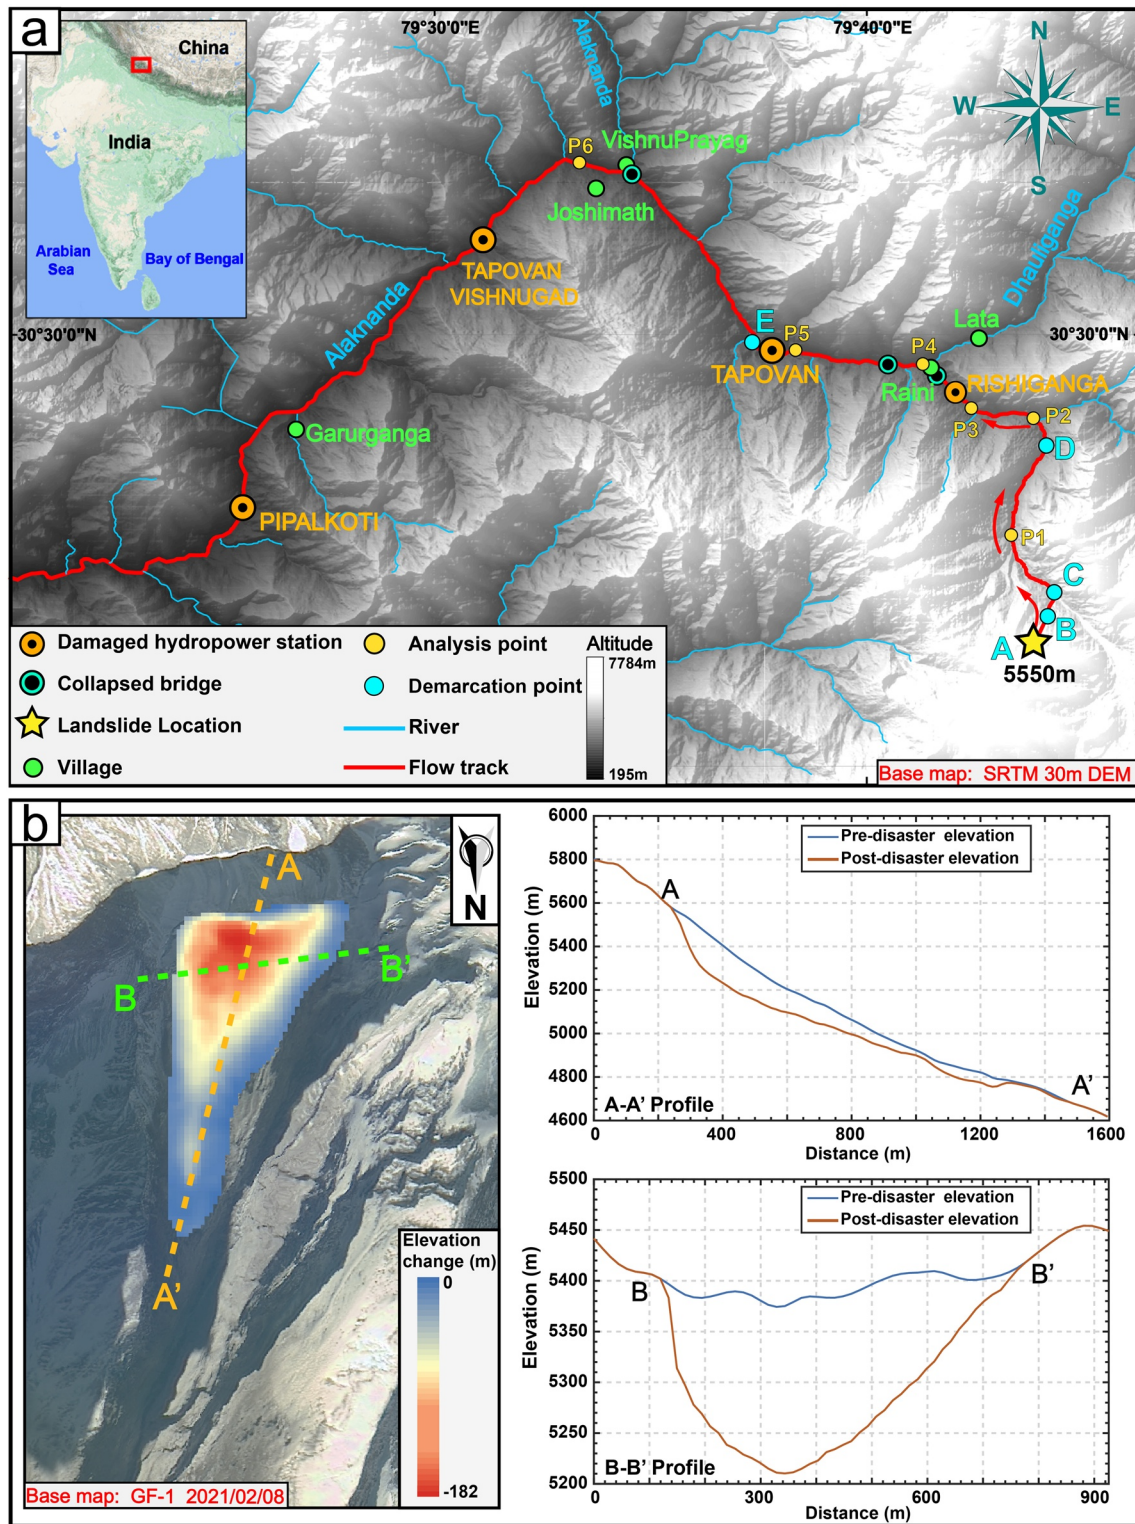 a
China
India
Arabian
Sea
Bay of Bengal
79°30'0"E
79°40'0"E
N
W
E
S
Alaknanda
P6
VishnuPrayag
Joshimath
TAPOVAN
VISHNUGAD
Alaknanda
Dhauliganga
30°30'0"N
30°30'0"N
E
P5
TAPOVAN
P4
Lata
Raini
RISHIGANGA
P3
P2
D
Garurganga
PIPALKOTI
P1
C
B
A
5550m
Damaged hydropower station
Collapsed bridge
Landslide Location
Village
Analysis point
Demarcation point
River
Flow track
Altitude
7784m
195m
Base map: SRTM 30m DEM
b
N
A
B
B'
A'
Elevation
change (m)
0
-182
Base map: GF-1 2021/02/08
6000
5800
5600
5400
5200
5000
4800
4600
Elevation (m)
Pre-disaster elevation
Post-disaster elevation
A
A'
A-A' Profile
0
400
800
1200
1600
Distance (m)
5500
5450
5400
5350
5300
5250
5200
Elevation (m)
Pre-disaster elevation
Post-disaster elevation
B
B'
B-B' Profile
0
300
600
900
Distance (m)